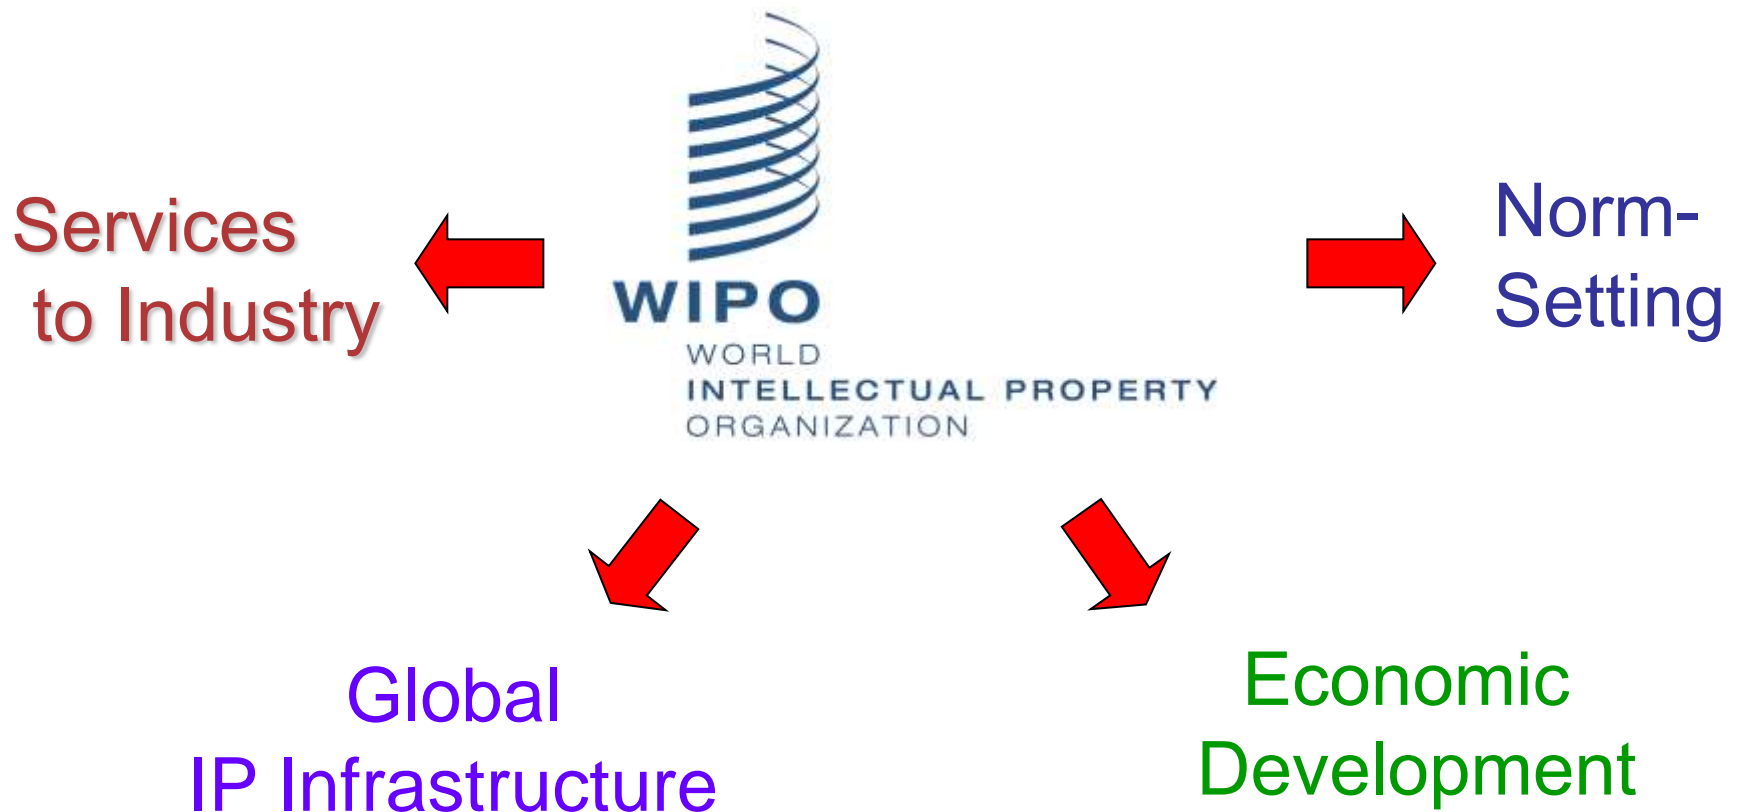 Services
to Industry
WIPO
WORLD
INTELLECTUAL PROPERTY
ORGANIZATION
Norm-
Setting
Global
IP Infrastructure
Economic
Development